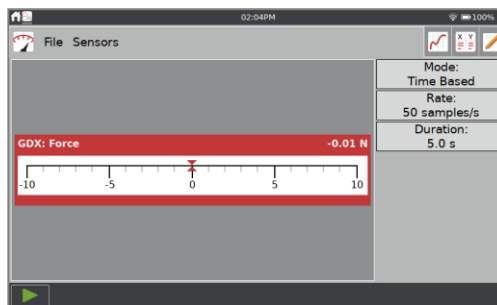 02:04PM
100%
File Sensors
X Y
Mode:
Time Based
Rate:
50 samples/s
Duration:
5.0 s
GDX: Force -0.01 N
-10 -5 0 5 10